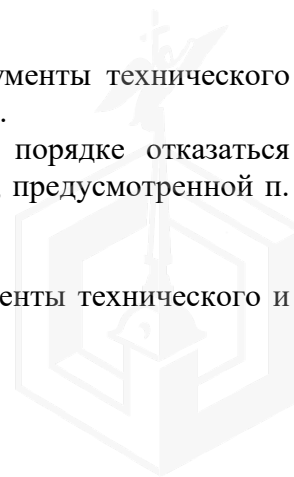 ументы технического
.
порядке отказаться
предусмотренной п.
енты технического и